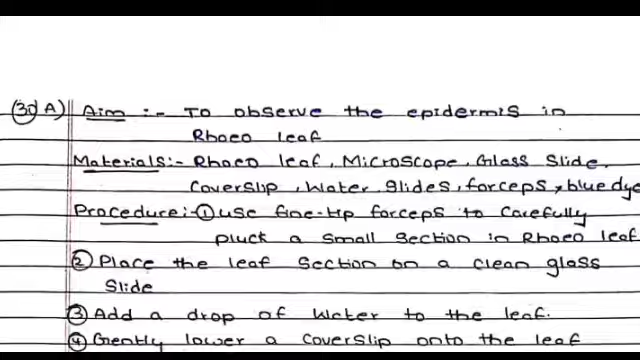 30) A) Aim :- To observe the epidermis in
Rhoeo leaf
Materials:- Rhoeo leaf, Microscope, Glass Slide,
Coverslip, Water, Slides, forceps, blue dye
Procedure:- ① use fine-tip forceps to carefully
pluck a small section in Rhoeo leaf
② Place the leaf section on a clean glass
Slide
③ Add a drop of water to the leaf.
④ Gently lower a coverslip onto the leaf